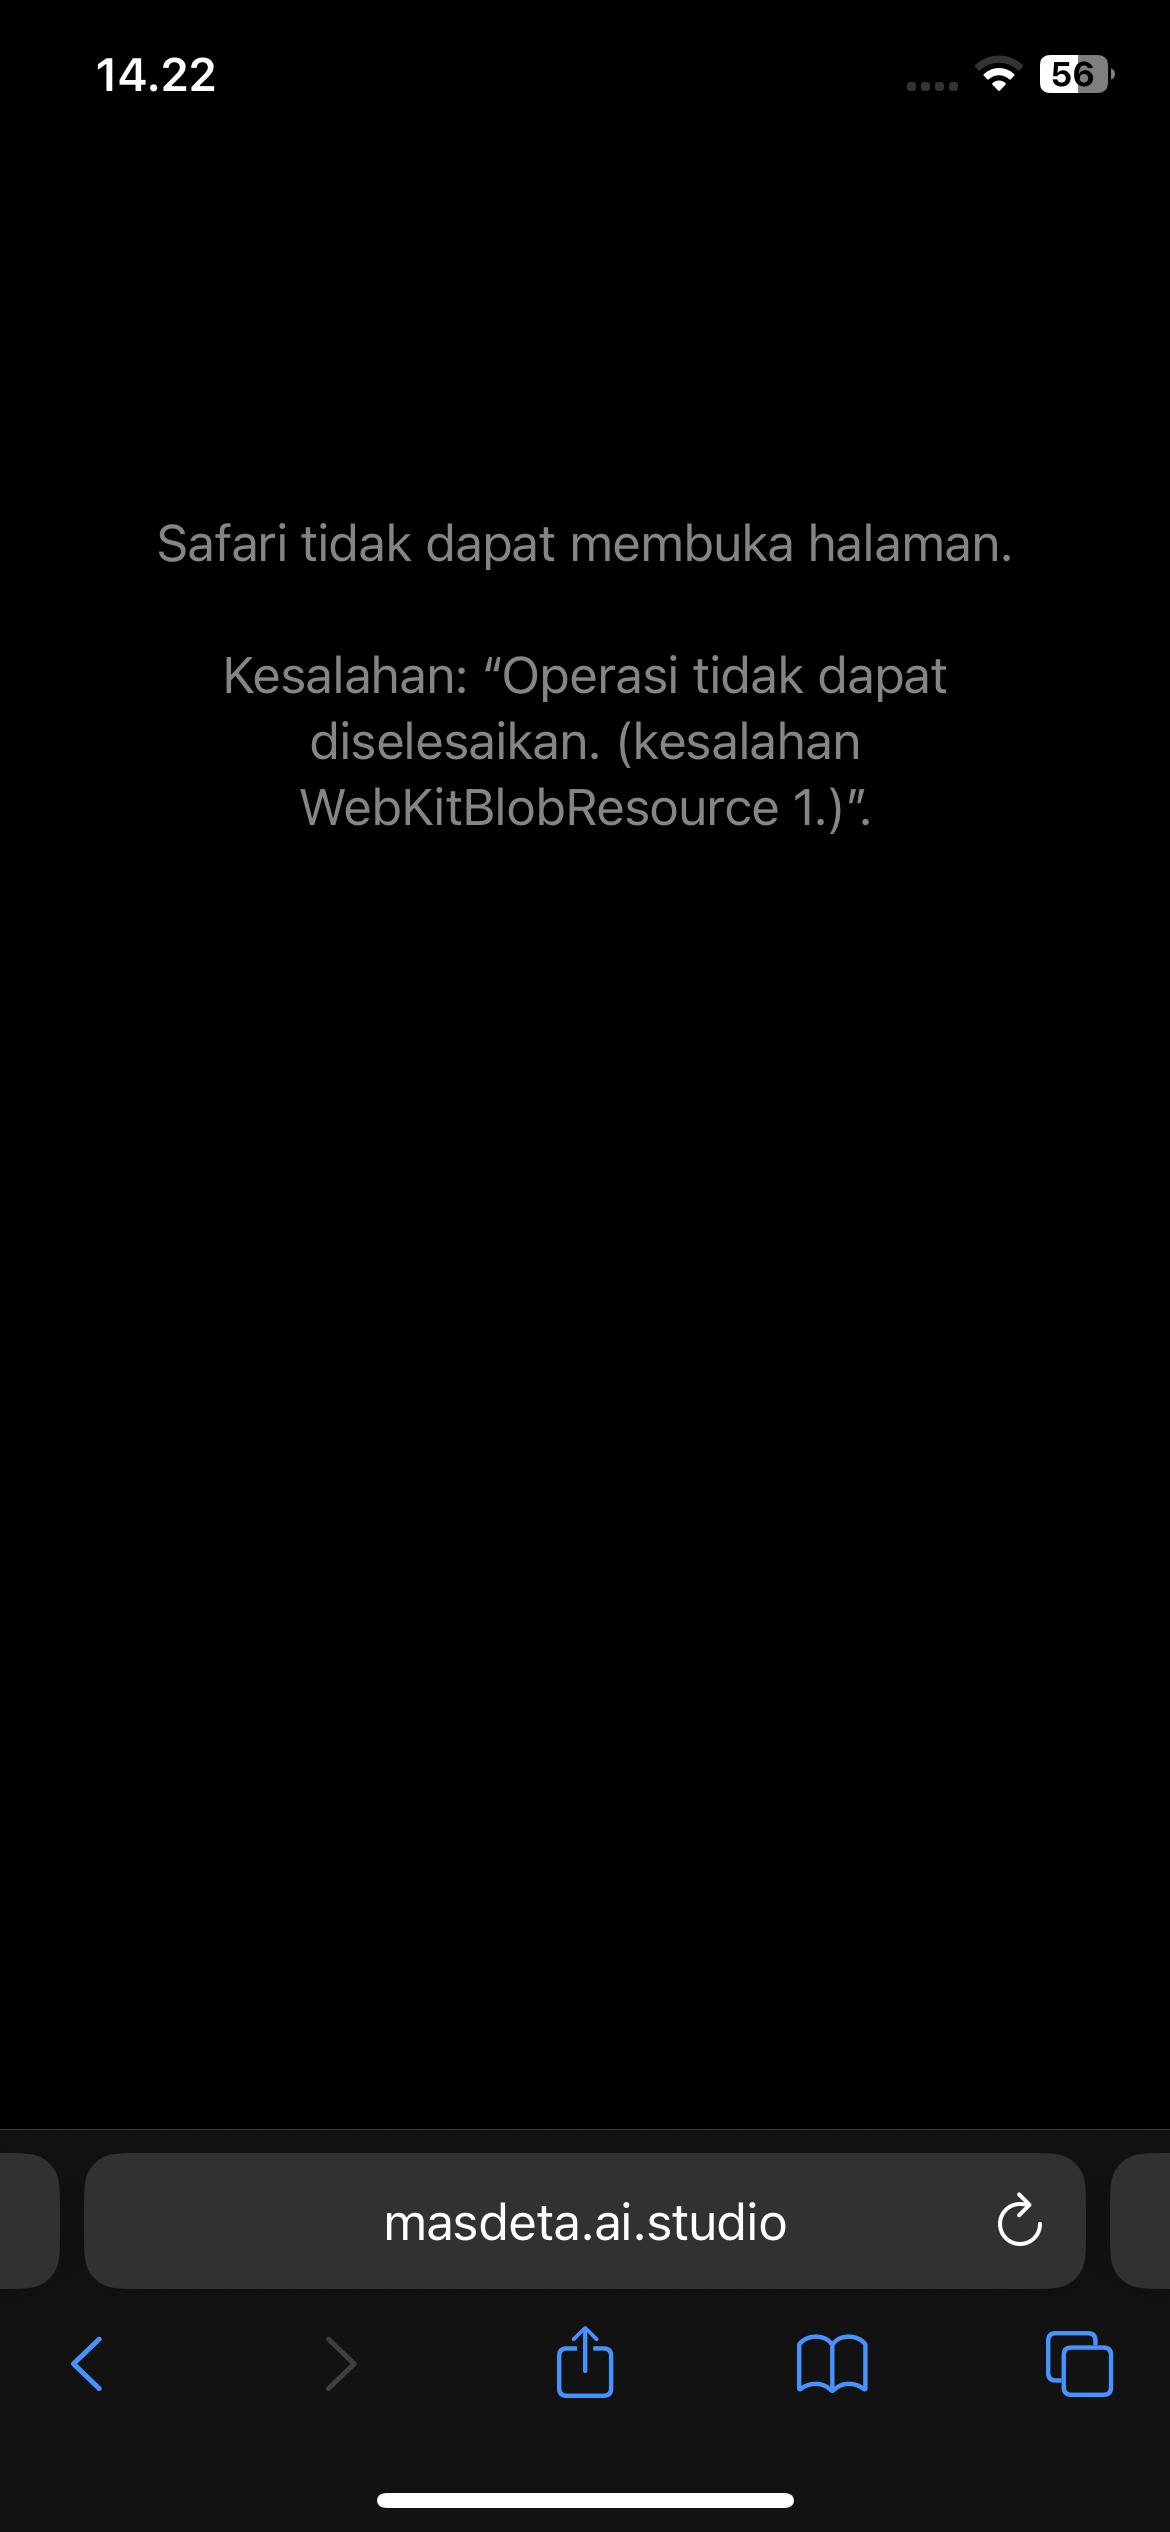 14.22
56
Safari tidak dapat membuka halaman.
Kesalahan: “Operasi tidak dapat
diselesaikan. (kesalahan
WebKitBlobResource 1.)”.
masdeta.ai.studio